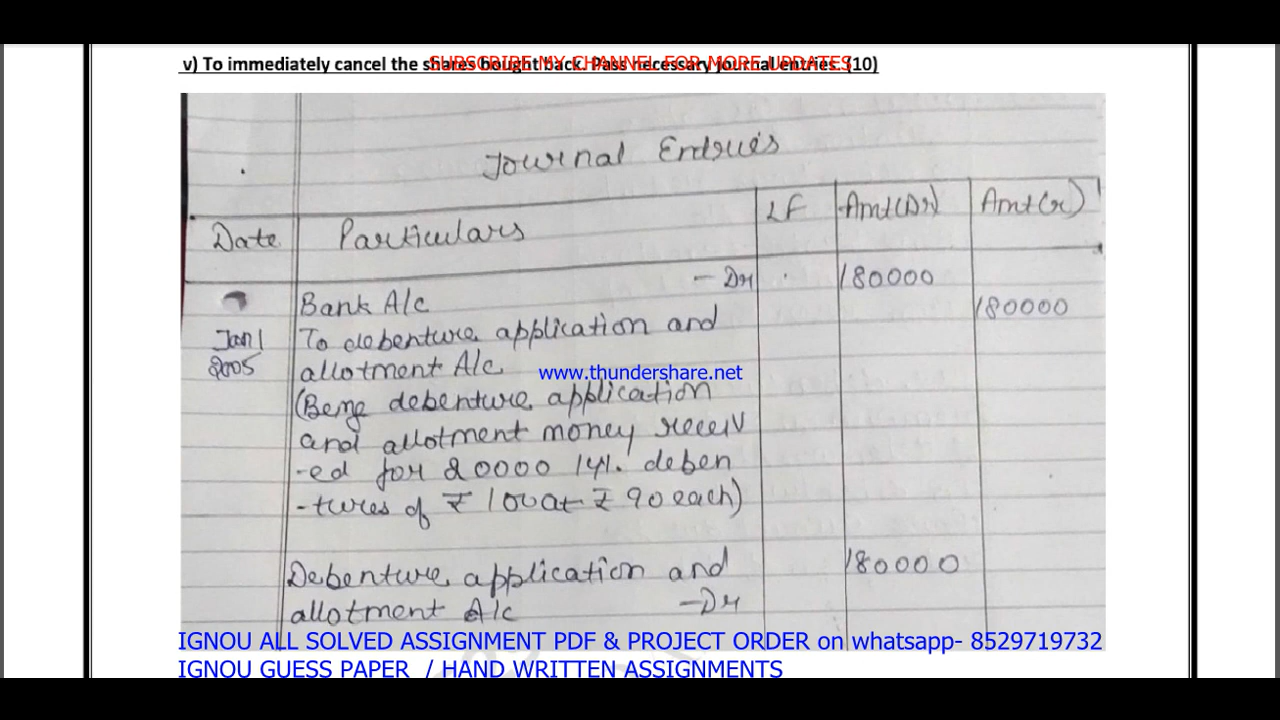 v) To immediately cancel the shares bought back. Pass necessary journal entries. (10)
SUBSCRIBE MY CHANNEL FOR MORE UPDATES
Journal Entries
Date Particulars LF Amt(Dr) Amt(r)
Bank A/c - Dr 180000
Jan 1 To debenture application and 180000
2005 allotment A/c
www.thundershare.net
(Being debenture application
and allotment money receiv
-ed for 20000 14%. deben
-tures of ₹ 100 at ₹ 90 each)
Debenture application and 180000
allotment A/c - Dr
IGNOU ALL SOLVED ASSIGNMENT PDF & PROJECT ORDER on whatsapp- 8529719732
IGNOU GUESS PAPER / HAND WRITTEN ASSIGNMENTS